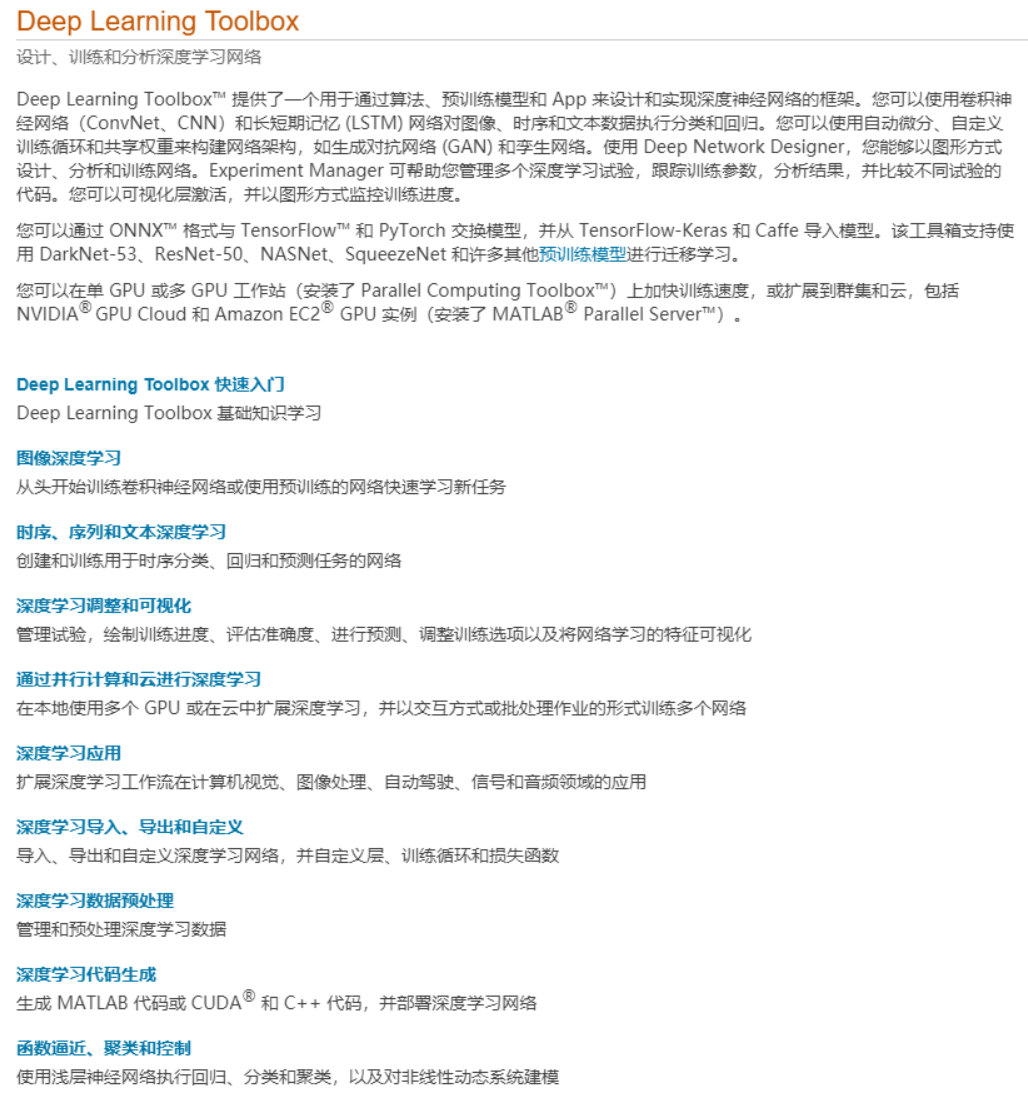 Deep Learning Toolbox
设计、训练和分析深度学习网络
Deep Learning Toolbox™ 提供了一个用于通过算法、预训练模型和 App 来设计和实现深度神经网络的框架。您可以使用卷积神
经网络（ConvNet、CNN）和长短期记忆 (LSTM) 网络对图像、时序和文本数据执行分类和回归。您可以使用自动微分、自定义
训练循环和共享权重来构建网络架构，如生成对抗网络 (GAN) 和孪生网络。使用 Deep Network Designer，您能够以图形方式
设计、分析和训练网络。Experiment Manager 可帮助您管理多个深度学习试验，跟踪训练参数，分析结果，并比较不同试验的
代码。您可以可视化层激活，并以图形方式监控训练进度。
您可以通过 ONNX™ 格式与 TensorFlow™ 和 PyTorch 交换模型，并从 TensorFlow-Keras 和 Caffe 导入模型。该工具箱支持使
用 DarkNet-53、ResNet-50、NASNet、SqueezeNet 和许多其他预训练模型进行迁移学习。
您可以在单 GPU 或多 GPU 工作站（安装了 Parallel Computing Toolbox™）上加快训练速度，或扩展到群集和云，包括
NVIDIA® GPU Cloud 和 Amazon EC2® GPU 实例（安装了 MATLAB® Parallel Server™）。
Deep Learning Toolbox 快速入门
Deep Learning Toolbox 基础知识学习
图像深度学习
从头开始训练卷积神经网络或使用预训练的网络快速学习新任务
时序、序列和文本深度学习
创建和训练用于时序分类、回归和预测任务的网络
深度学习调整和可视化
管理试验，绘制训练进度、评估准确度、进行预测、调整训练选项以及将网络学习的特征可视化
通过并行计算和云进行深度学习
在本地使用多个 GPU 或在云中扩展深度学习，并以交互方式或批处理作业的形式训练多个网络
深度学习应用
扩展深度学习工作流在计算机视觉、图像处理、自动驾驶、信号和音频领域的应用
深度学习导入、导出和自定义
导入、导出和自定义深度学习网络，并自定义层、训练循环和损失函数
深度学习数据预处理
管理和预处理深度学习数据
深度学习代码生成
生成 MATLAB 代码或 CUDA® 和 C++ 代码，并部署深度学习网络
函数逼近、聚类和控制
使用浅层神经网络执行回归、分类和聚类，以及对非线性动态系统建模